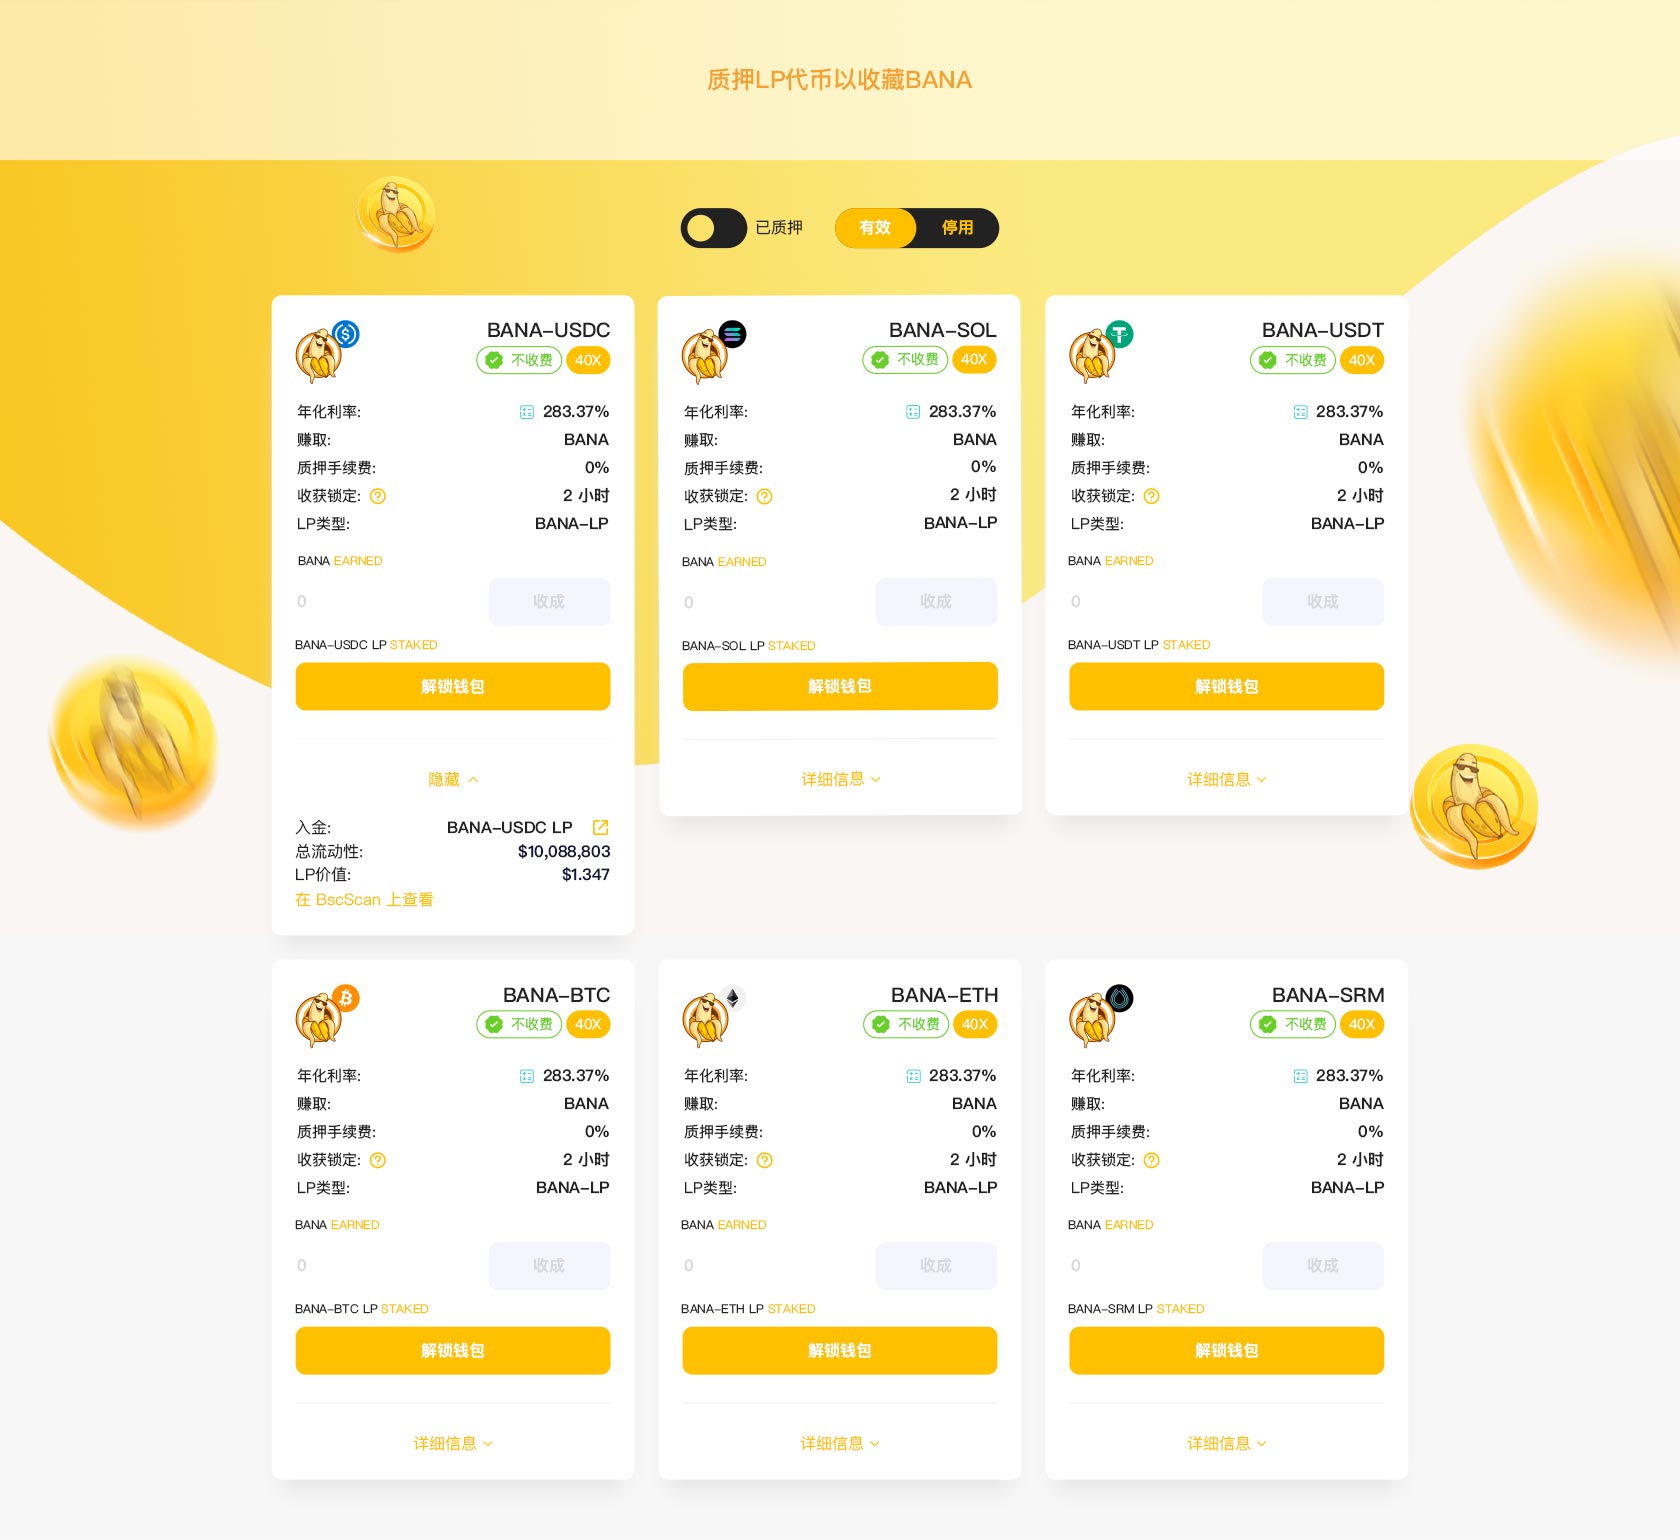 质押LP代币以收藏BANA
已质押 有效 停用
BANA-USDC
不收费 40X
年化利率: 283.37%
赚取: BANA
质押手续费: 0%
收获锁定: 2 小时
LP类型: BANA-LP
BANA EARNED
0 收成
BANA-USDC LP STAKED
解锁钱包
隐藏
入金: BANA-USDC LP
总流动性: $10,088,803
LP价值: $1.347
在 BscScan 上查看
BANA-SOL
不收费 40X
年化利率: 283.37%
赚取: BANA
质押手续费: 0%
收获锁定: 2 小时
LP类型: BANA-LP
BANA EARNED
0 收成
BANA-SOL LP STAKED
解锁钱包
详细信息
BANA-USDT
不收费 40X
年化利率: 283.37%
赚取: BANA
质押手续费: 0%
收获锁定: 2 小时
LP类型: BANA-LP
BANA EARNED
0 收成
BANA-USDT LP STAKED
解锁钱包
详细信息
BANA-BTC
不收费 40X
年化利率: 283.37%
赚取: BANA
质押手续费: 0%
收获锁定: 2 小时
LP类型: BANA-LP
BANA EARNED
0 收成
BANA-BTC LP STAKED
解锁钱包
详细信息
BANA-ETH
不收费 40X
年化利率: 283.37%
赚取: BANA
质押手续费: 0%
收获锁定: 2 小时
LP类型: BANA-LP
BANA EARNED
0 收成
BANA-ETH LP STAKED
解锁钱包
详细信息
BANA-SRM
不收费 40X
年化利率: 283.37%
赚取: BANA
质押手续费: 0%
收获锁定: 2 小时
LP类型: BANA-LP
BANA EARNED
0 收成
BANA-SRM LP STAKED
解锁钱包
详细信息